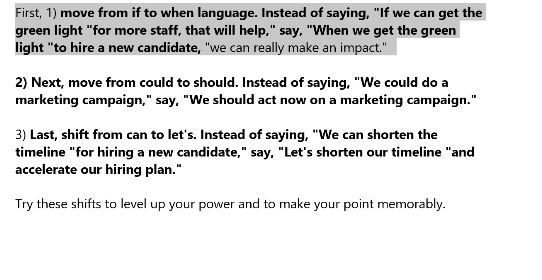 First, 1) move from if to when language. Instead of saying, "If we can get the
green light "for more staff, that will help," say, "When we get the green
light "to hire a new candidate, "we can really make an impact."
2) Next, move from could to should. Instead of saying, "We could do a
marketing campaign," say, "We should act now on a marketing campaign."
3) Last, shift from can to let's. Instead of saying, "We can shorten the
timeline "for hiring a new candidate," say, "Let's shorten our timeline "and
accelerate our hiring plan."
Try these shifts to level up your power and to make your point memorably.